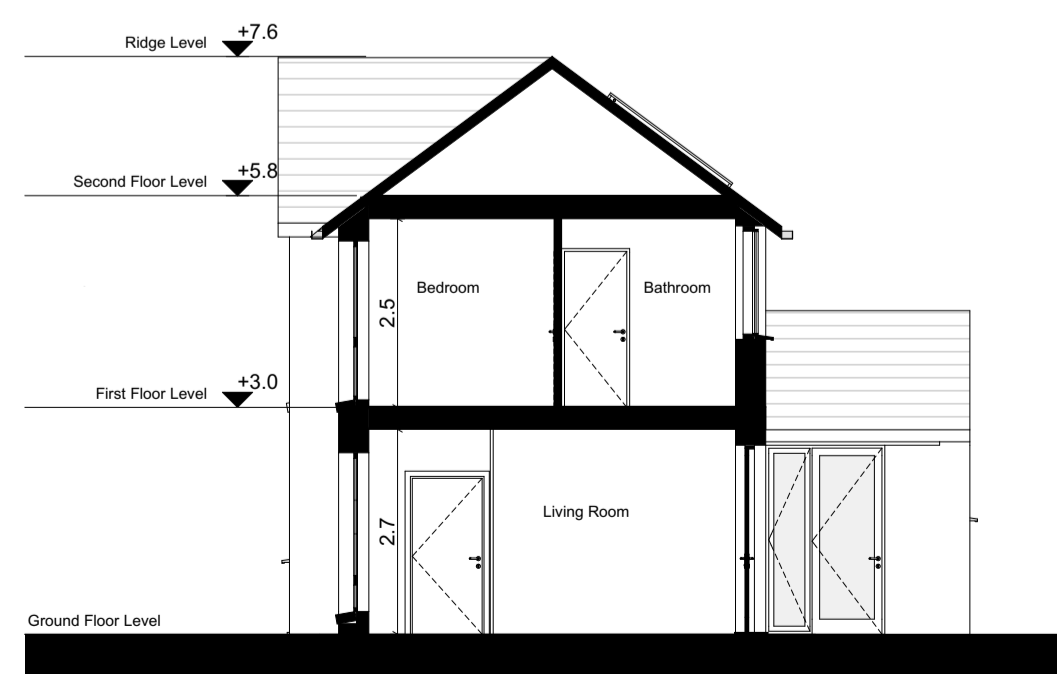 +7.6
Ridge Level
+5.8
Second Floor Level
Bedroom
Bathroom
2.5
+3.0
First Floor Level
Living Room
2.7
Ground Floor Level